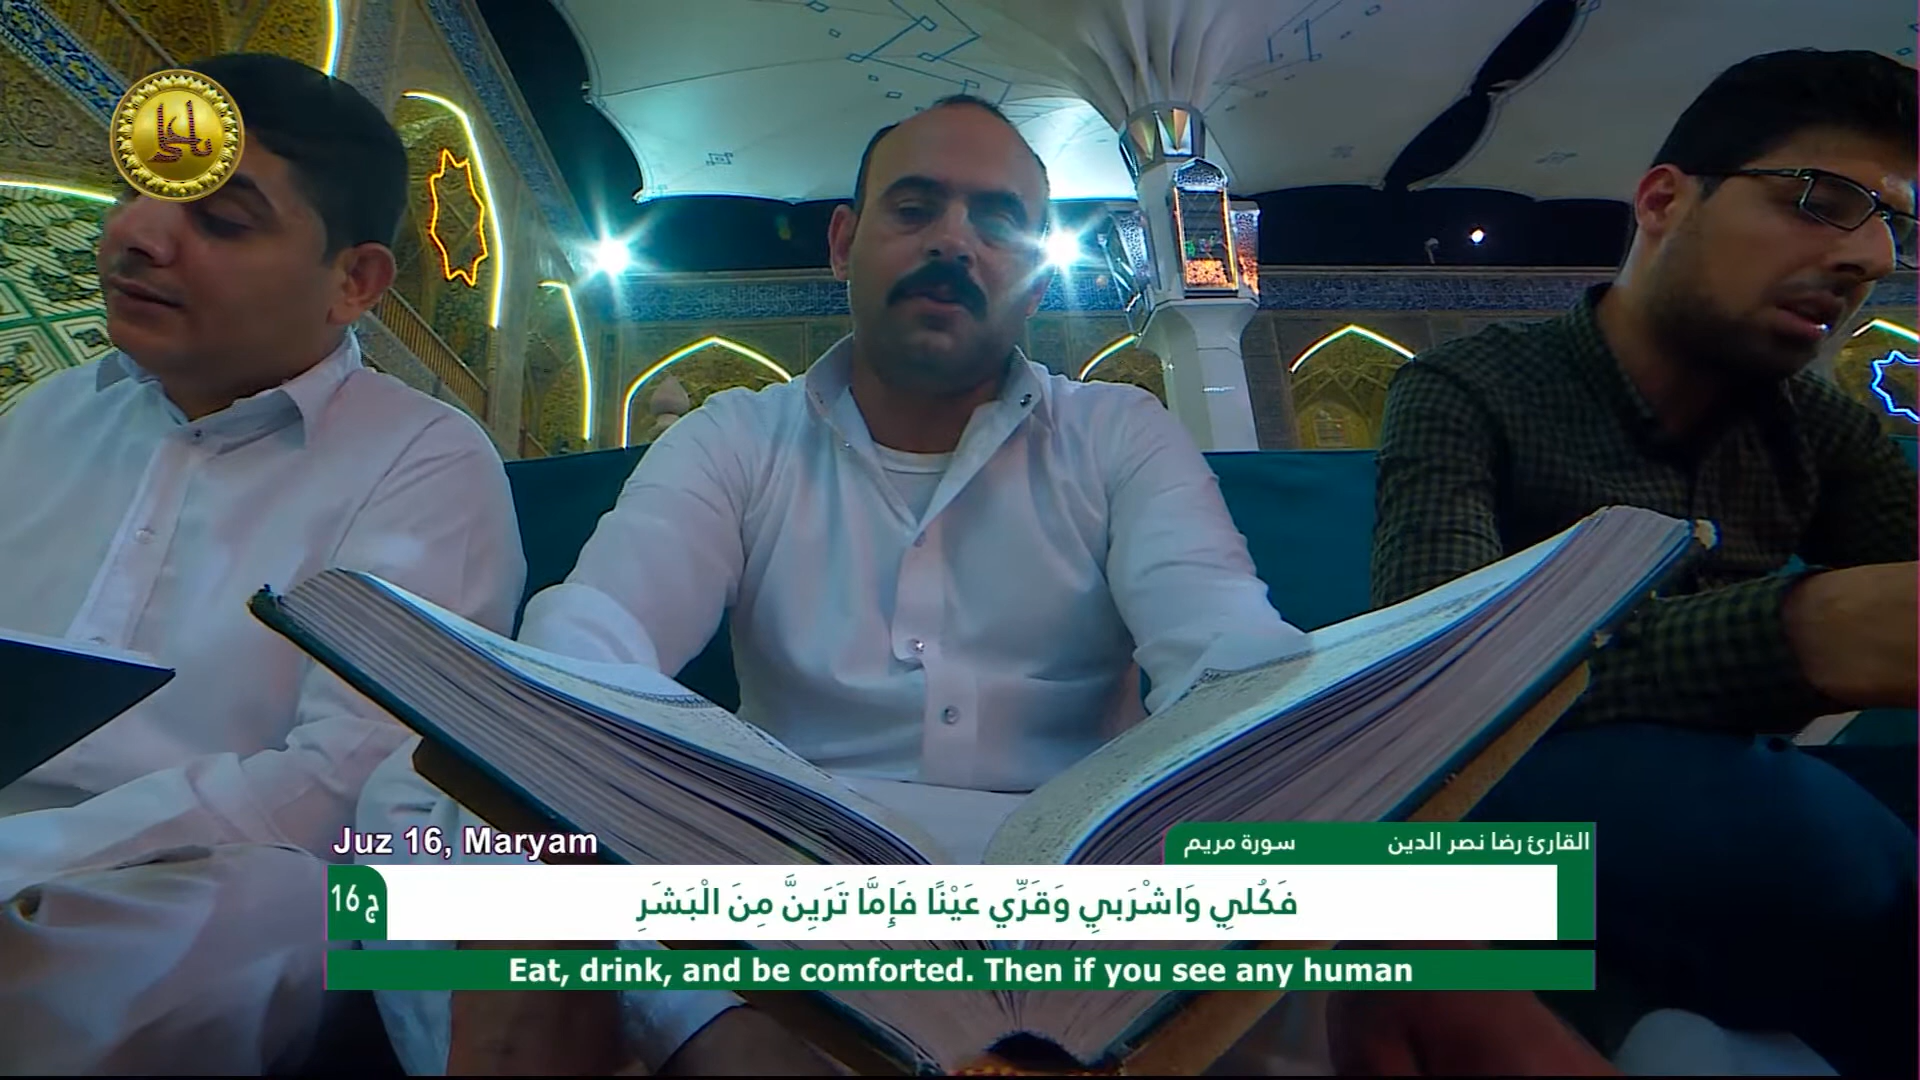 Juz 16, Maryam
سورة مريم
القارئ رضا نصر الدين
ج 16
فَكُلِي وَاشْرَبِي وَقَرِّي عَيْنًا فَإِمَّا تَرَيِنَّ مِنَ الْبَشَرِ
Eat, drink, and be comforted. Then if you see any human